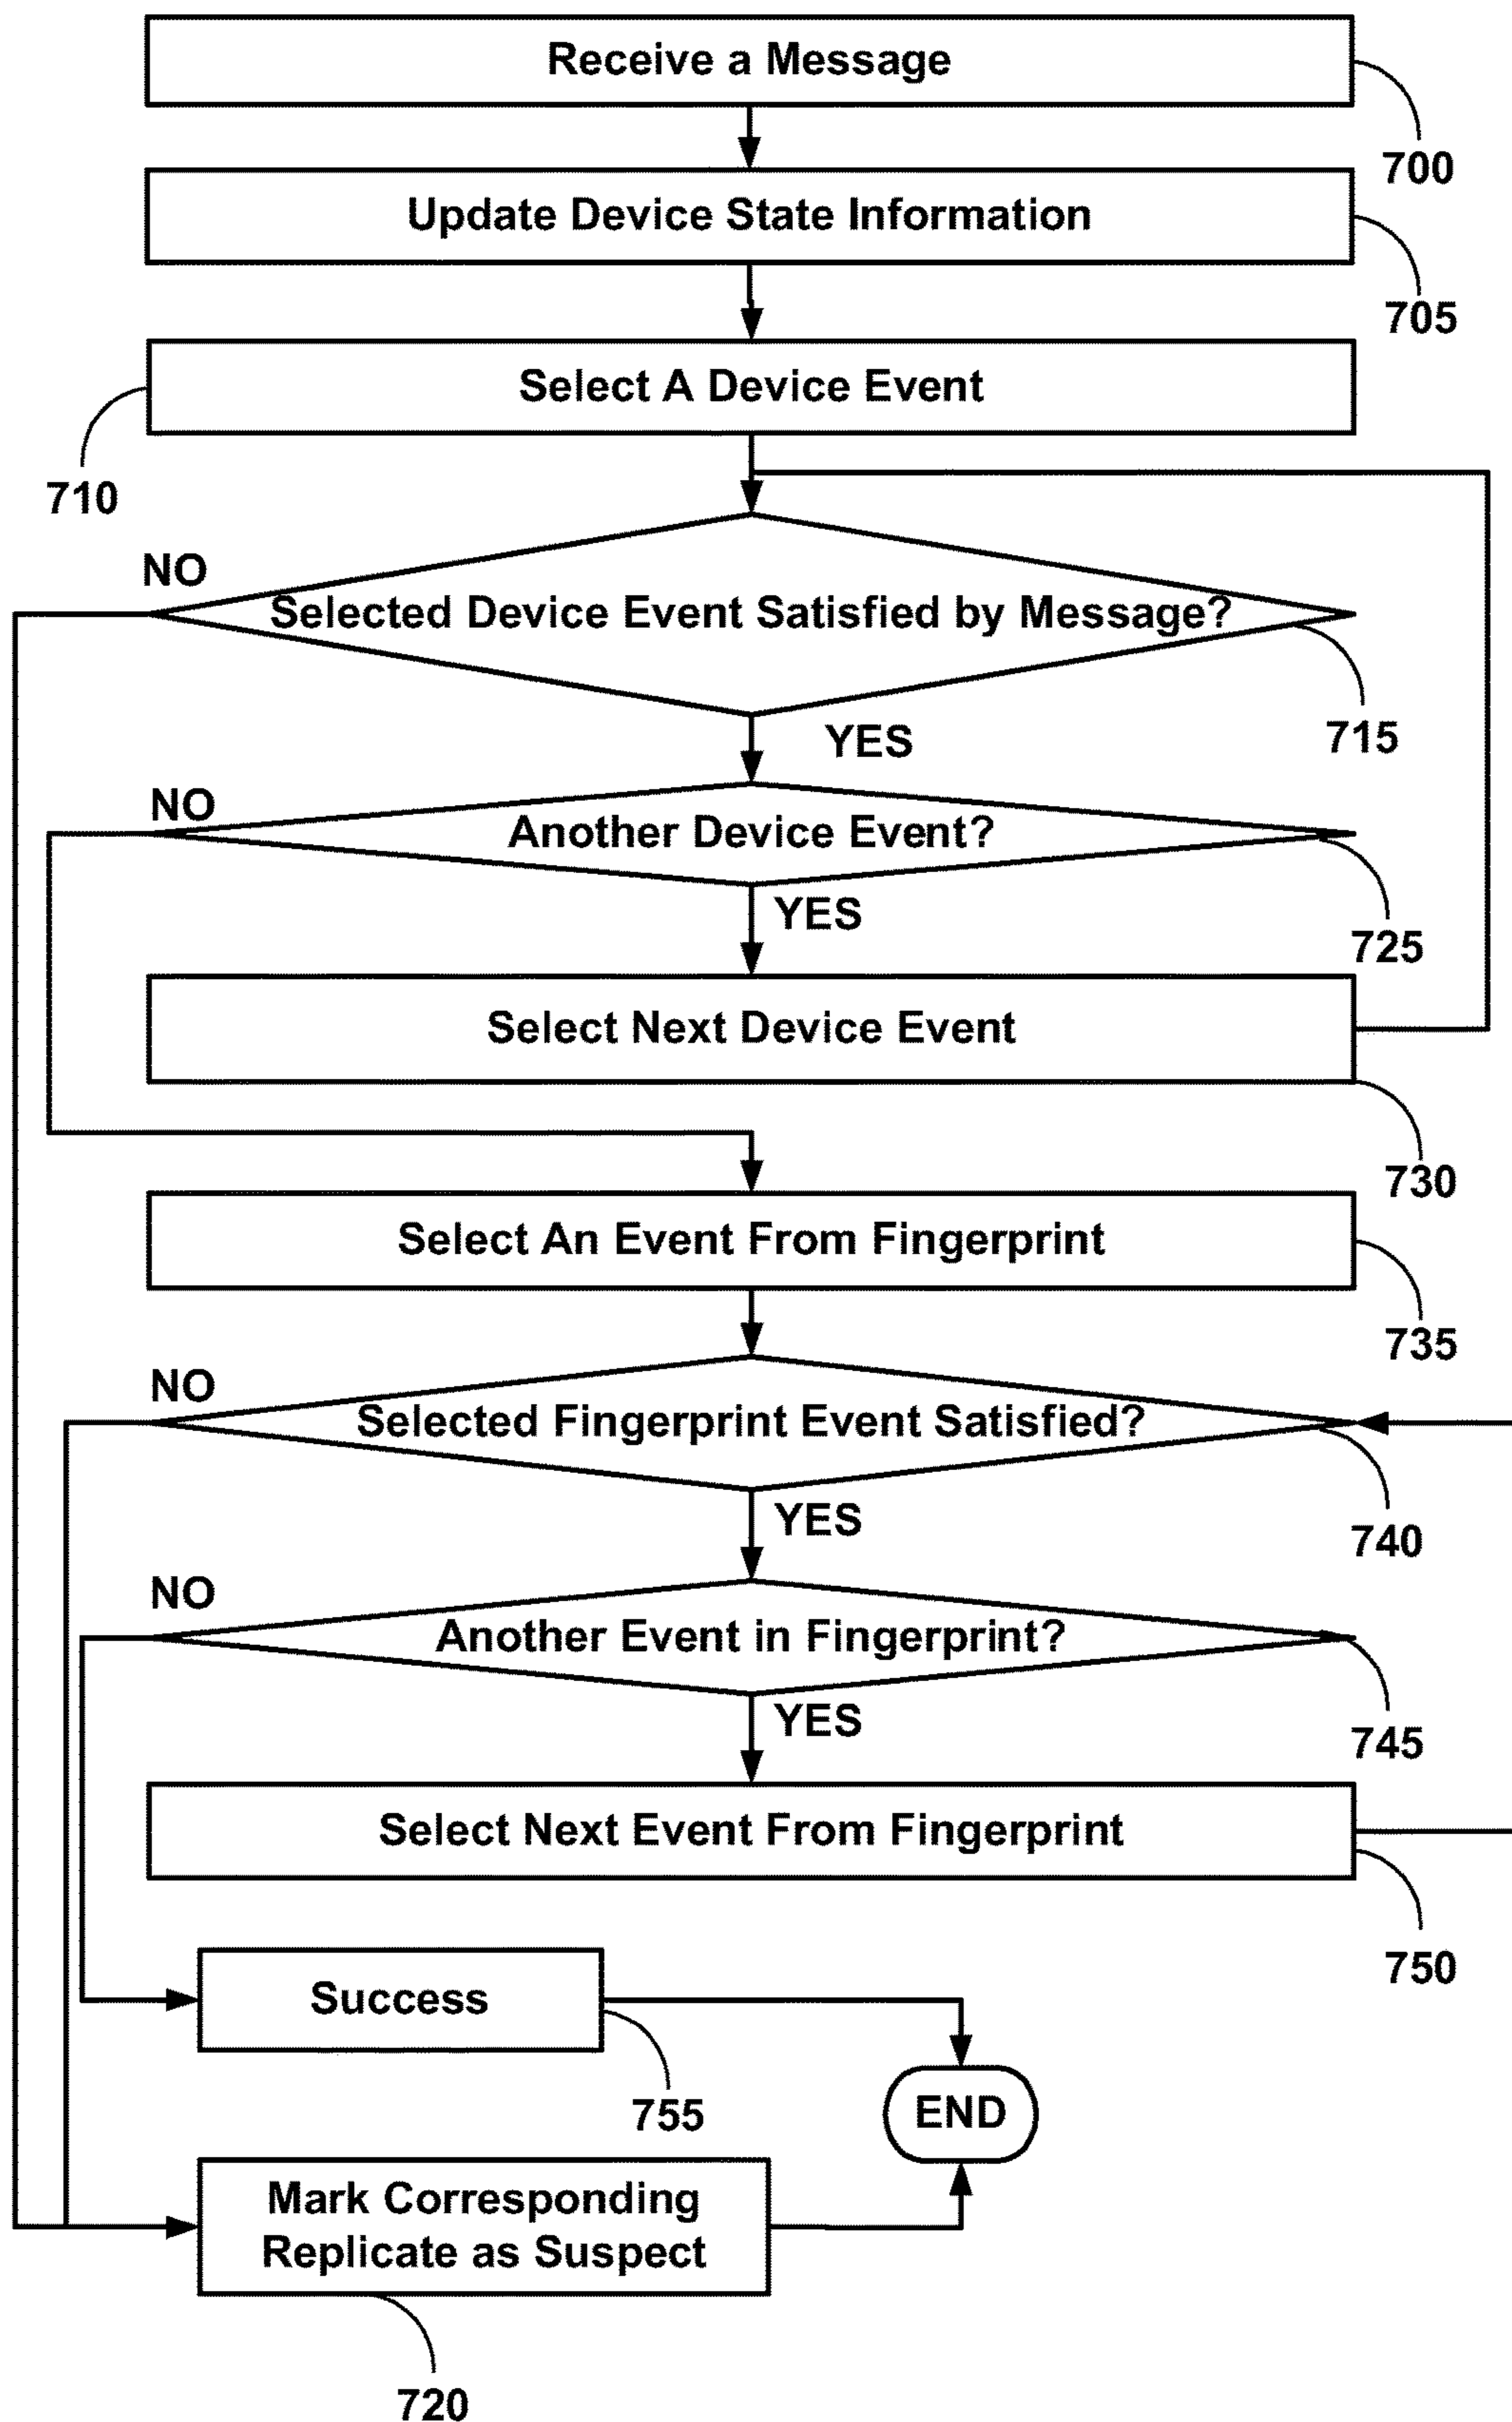 Receive a Message
700
Update Device State Information
705
Select A Device Event
710
NO
Selected Device Event Satisfied by Message?
715
YES
NO
Another Device Event?
725
YES
Select Next Device Event
730
Select An Event From Fingerprint
735
NO
Selected Fingerprint Event Satisfied?
740
YES
NO
Another Event in Fingerprint?
745
YES
Select Next Event From Fingerprint
750
Success
755
END
Mark Corresponding
Replicate as Suspect
720